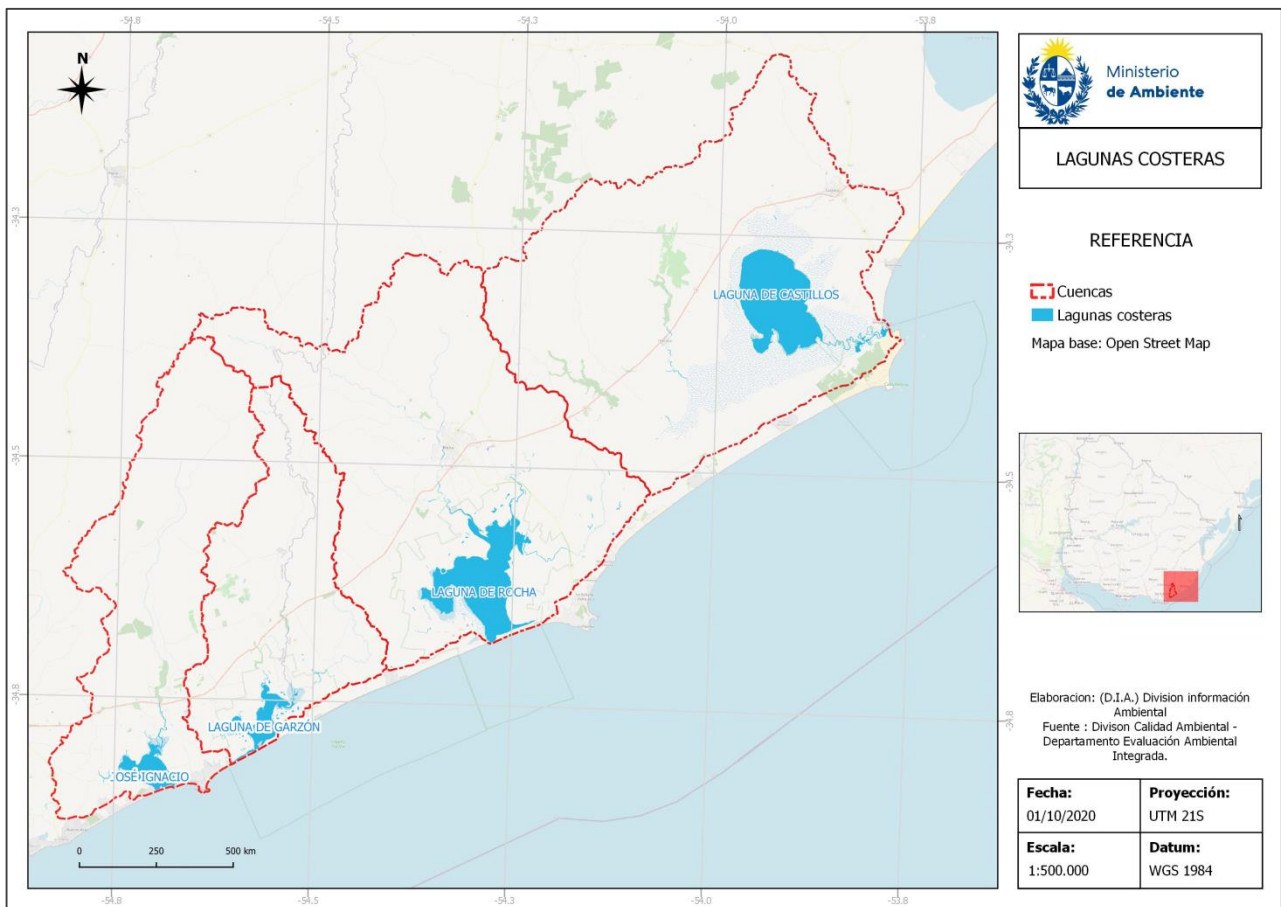 -54.8
-54.5
-54.3
-54.0
-53.8
N
-34.3
-34.3
LAGUNA DE CASTILLOS
-34.5
-34.5
LAGUNA DE ROCHA
-34.8
-34.8
LAGUNA DE GARZÓN
JOSÉ IGNACIO
0 250 500 km
-54.8
-54.5
-54.3
-54.0
-53.8
Ministerio
de Ambiente
LAGUNAS COSTERAS
REFERENCIA
Cuencas
Lagunas costeras
Mapa base: Open Street Map
Elaboracion: (D.I.A.) Division información
Ambiental
Fuente : Divison Calidad Ambiental -
Departamento Evaluación Ambiental
Integrada.
Fecha:
01/10/2020
Proyección:
UTM 21S
Escala:
1:500.000
Datum:
WGS 1984